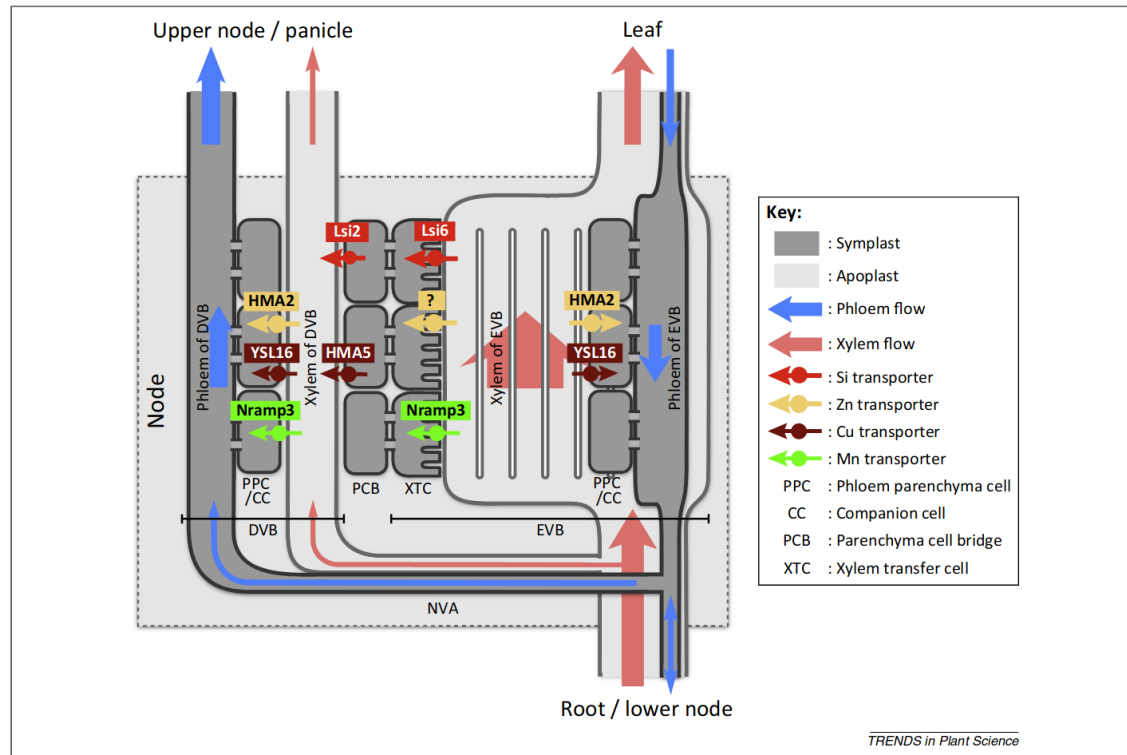 Upper node / panicle
Leaf
Node
Phloem of DVB
Xylem of DVB
Xylem of EVB
Phloem of EVB
Lsi2
Lsi6
HMA2
?
HMA2
YSL16
HMA5
YSL16
Nramp3
Nramp3
PPC
/CC
PCB
XTC
PPC
/CC
DVB
EVB
NVA
Root / lower node
Key:
: Symplast
: Apoplast
: Phloem flow
: Xylem flow
: Si transporter
: Zn transporter
: Cu transporter
: Mn transporter
PPC : Phloem parenchyma cell
CC : Companion cell
PCB : Parenchyma cell bridge
XTC : Xylem transfer cell
TRENDS in Plant Science